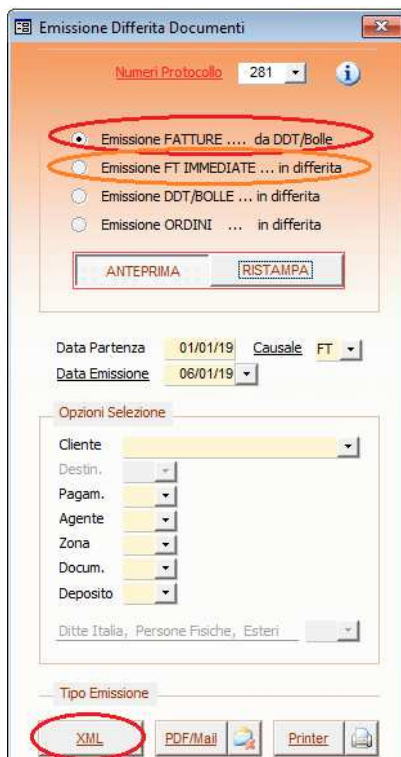 Emissione Differita Documenti
Numeri Protocollo 281
Emissione FATTURE .... da DDT/Bolle
Emissione FT IMMEDIATE ... in differita
Emissione DDT/BOLLE ... in differita
Emissione ORDINI ... in differita
ANTEPRIMA RISTAMPA
Data Partenza 01/01/19 Causale FT
Data Emissione 06/01/19
Opzioni Selezione
Cliente
Destin.
Pagam.
Agente
Zona
Docum.
Deposito
Ditte Italia, Persone Fisiche, Esteri
Tipo Emissione
XML PDF/Mail Printer